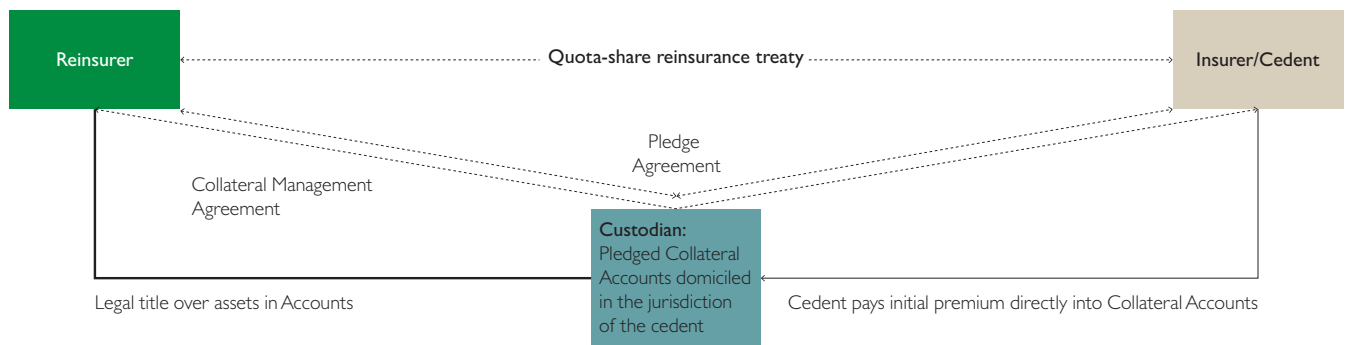 Reinsurer
Quota-share reinsurance treaty
Insurer/Cedent
Pledge
Agreement
Collateral Management
Agreement
Custodian:
Pledged Collateral
Accounts domiciled
in the jurisdiction
of the cedent
Legal title over assets in Accounts
Cedent pays initial premium directly into Collateral Accounts